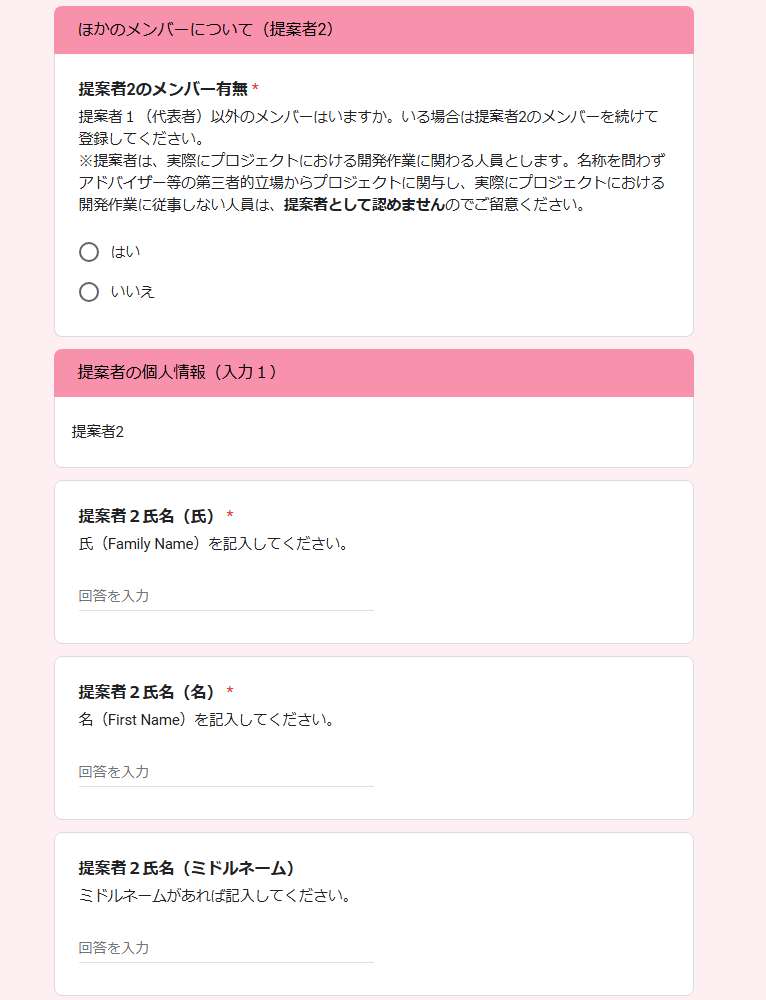 ほかのメンバーについて（提案者2）
提案者2のメンバー有無 *
提案者１（代表者）以外のメンバーはいますか。いる場合は提案者2のメンバーを続けて
登録してください。
※提案者は、実際にプロジェクトにおける開発作業に関わる人員とします。名称を問わず
アドバイザー等の第三者的立場からプロジェクトに関与し、実際にプロジェクトにおける
開発作業に従事しない人員は、提案者として認めませんのでご留意ください。
はい
いいえ
提案者の個人情報（入力１）
提案者2
提案者２氏名（氏） *
氏（Family Name）を記入してください。
回答を入力
提案者２氏名（名） *
名（First Name）を記入してください。
回答を入力
提案者２氏名（ミドルネーム）
ミドルネームがあれば記入してください。
回答を入力